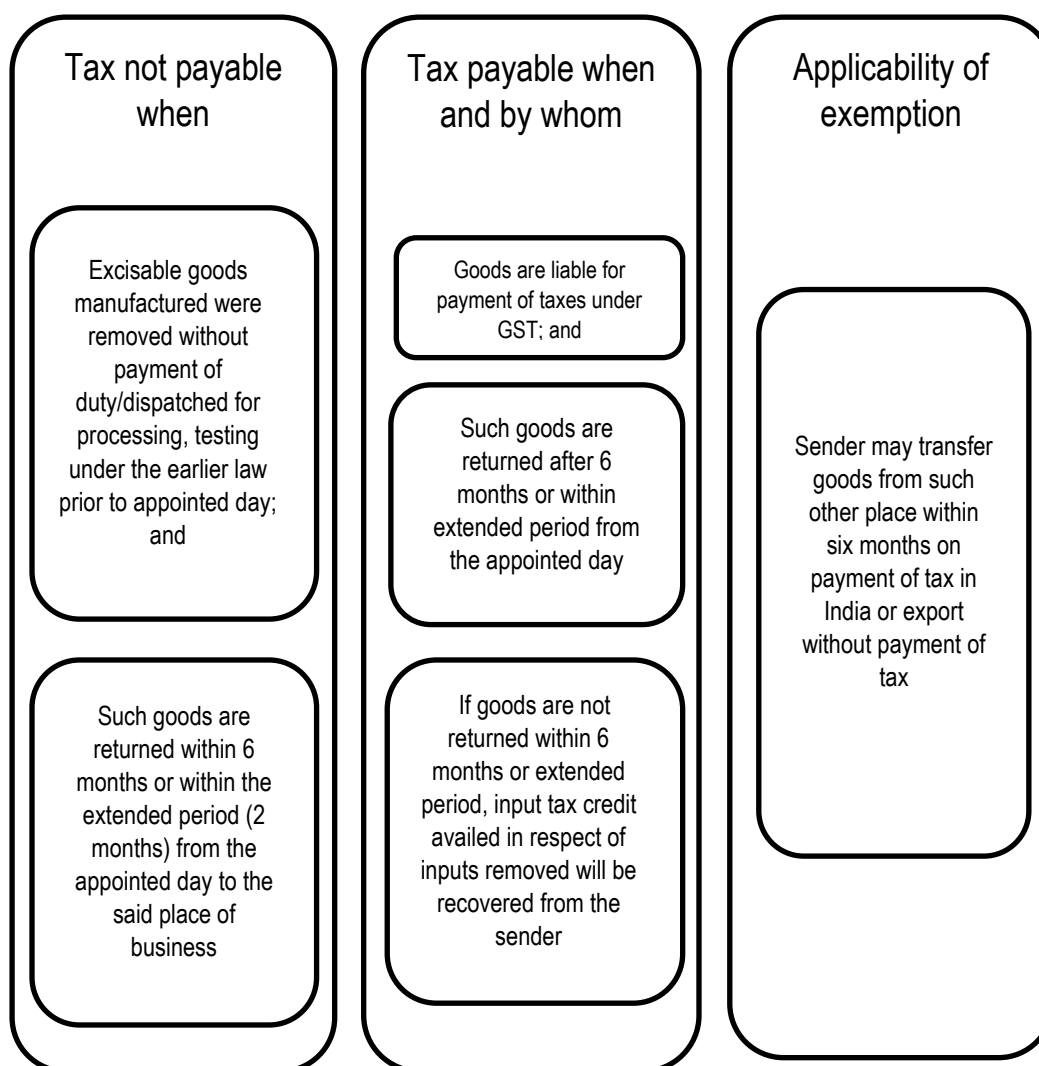 Tax not payable
when
Excisable goods
manufactured were
removed without
payment of
duty/dispatched for
processing, testing
under the earlier law
prior to appointed day;
and
Such goods are
returned within 6
months or within the
extended period (2
months) from the
appointed day to the
said place of
business
Tax payable when
and by whom
Goods are liable for
payment of taxes under
GST; and
Such goods are
returned after 6
months or within
extended period from
the appointed day
If goods are not
returned within 6
months or extended
period, input tax credit
availed in respect of
inputs removed will be
recovered from the
sender
Applicability of
exemption
Sender may transfer
goods from such
other place within
six months on
payment of tax in
India or export
without payment of
tax